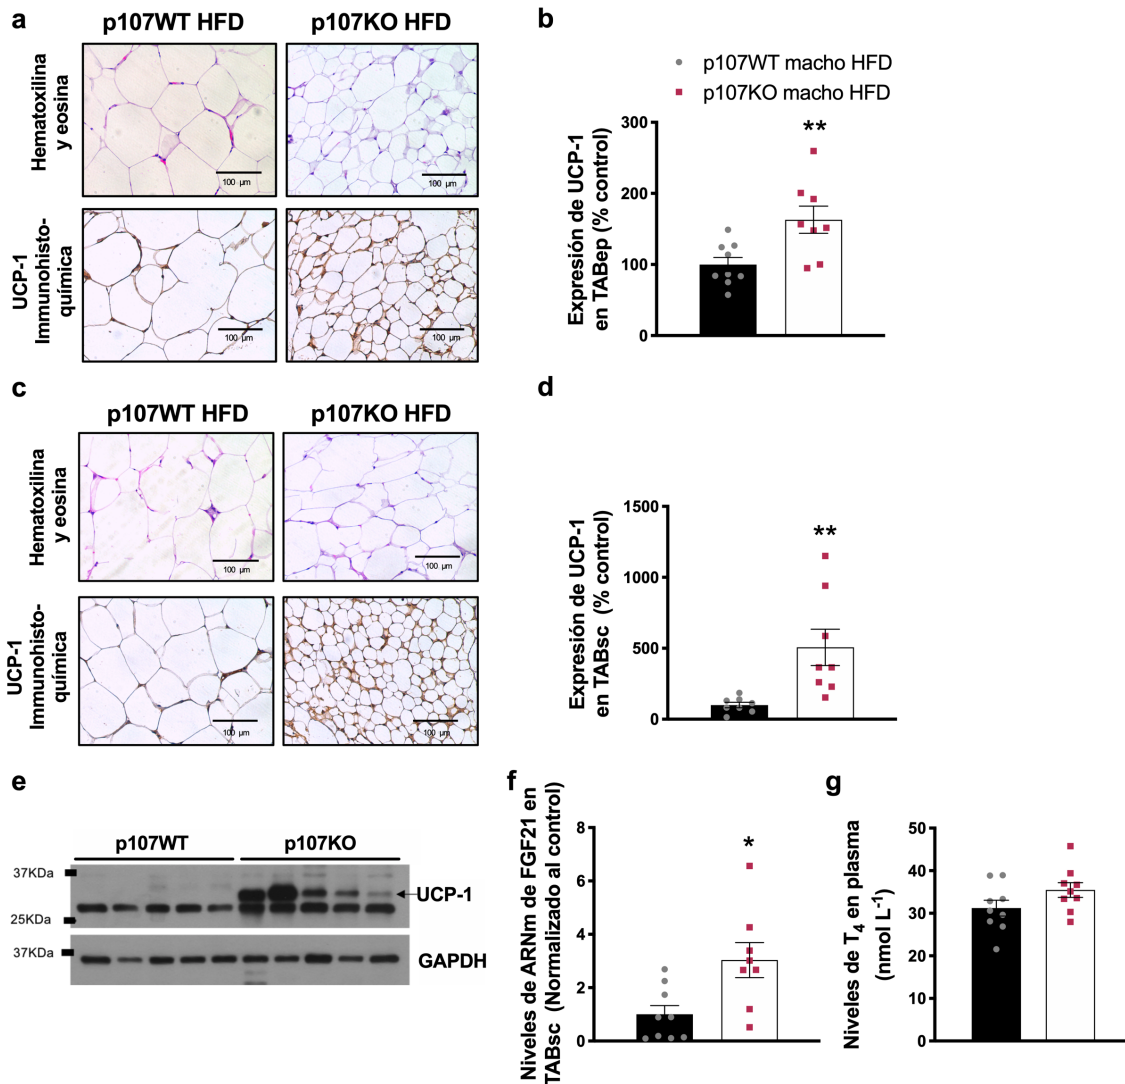 a
p107WT HFD
p107KO HFD
Hematoxilina
y eosina
100 µm
100 µm
UCP-1
Immunohisto-
química
100 µm
100 µm
b
p107WT macho HFD
p107KO macho HFD
Expresión de UCP-1
en TABep (% control)
300
200
100
0
**
c
p107WT HFD
p107KO HFD
Hematoxilina
y eosina
100 µm
100 µm
UCP-1
Immunohisto-
química
100 µm
100 µm
d
Expresión de UCP-1
en TABsc (% control)
1500
1000
500
0
**
e
p107WT
p107KO
37KDa
UCP-1
25KDa
37KDa
GAPDH
f
Niveles de ARNm de FGF21 en
TABsc (Normalizado al control)
8
6
4
2
0
*
g
Niveles de T4 en plasma
(nmol L-1)
50
40
30
20
10
0